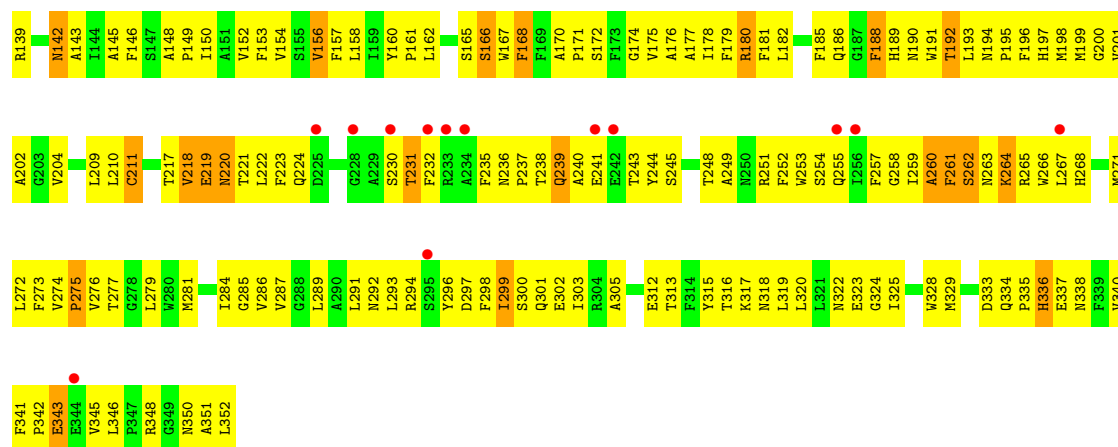 R139 N142 A143 I144 A145 F146 S147 A148 P149 I150 A151 V152 F153 V154 S155 V156 F157 L158 I159 Y160 P161 L162 S165 S166 W167 F168 F169 A170 P171 S172 F173 G174 V175 A176 A177 I178 F179 R180 F181 L182 F185 Q186 G187 F188 H189 N190 W191 T192 L193 N194 P195 F196 H197 M198 M199 G200 V201
A202 G203 V204 L209 L210 C211 T217 V218 E219 N220 T221 L222 F223 Q224 D225 G228 A229 S230 T231 F232 R233 A234 F235 N236 P237 T238 Q239 A240 E241 E242 T243 Y244 S245 T248 A249 N250 R251 F252 W253 S254 Q255 I256 F257 G258 I259 A260 F261 S262 N263 K264 R265 W266 L267 H268 M271
L272 F273 V274 P275 V276 T277 G278 L279 W280 M281 I284 G285 V286 V287 G288 L289 A290 L291 N292 L293 R294 S295 Y296 D297 F298 I299 S300 Q301 E302 I303 R304 A305 E312 T313 F314 Y315 T316 K317 N318 L319 L320 L321 N322 E323 G324 I325 W328 M329 D333 Q334 P335 H336 E337 N338 F339 V340
F341 P342 E343 E344 V345 L346 P347 R348 G349 N350 A351 L352